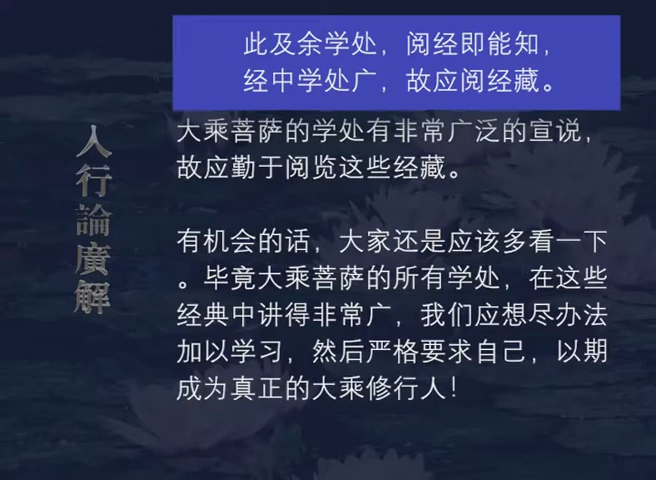 此及余学处，阅经即能知，
经中学处广，故应阅经藏。
大乘菩萨的学处有非常广泛的宣说，
故应勤于阅览这些经藏。
有机会的话，大家还是应该多看一下
。毕竟大乘菩萨的所有学处，在这些
经典中讲得非常广，我们应想尽办法
加以学习，然后严格要求自己，以期
成为真正的大乘修行人！
入行論廣解